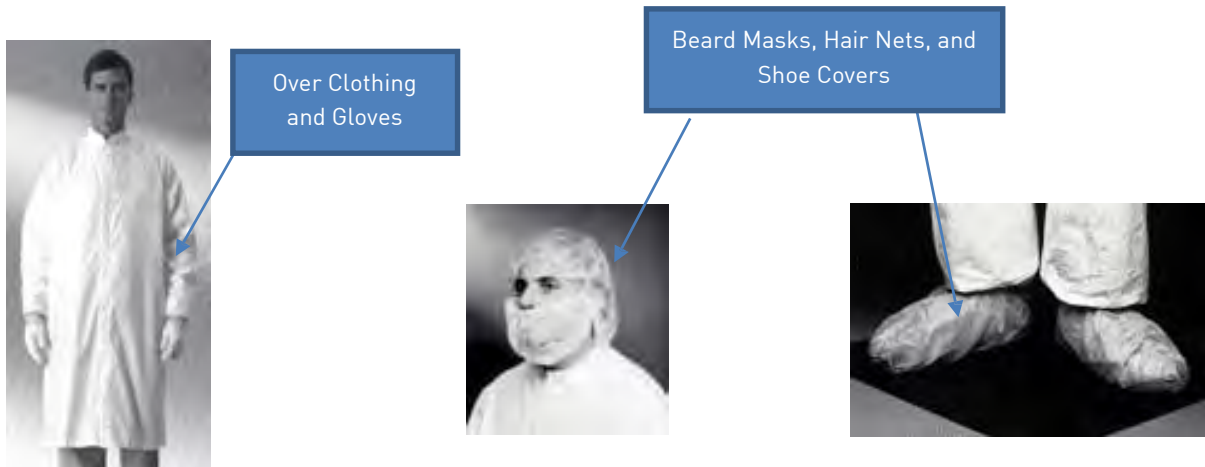 Over Clothing
and Gloves
Beard Masks, Hair Nets, and
Shoe Covers